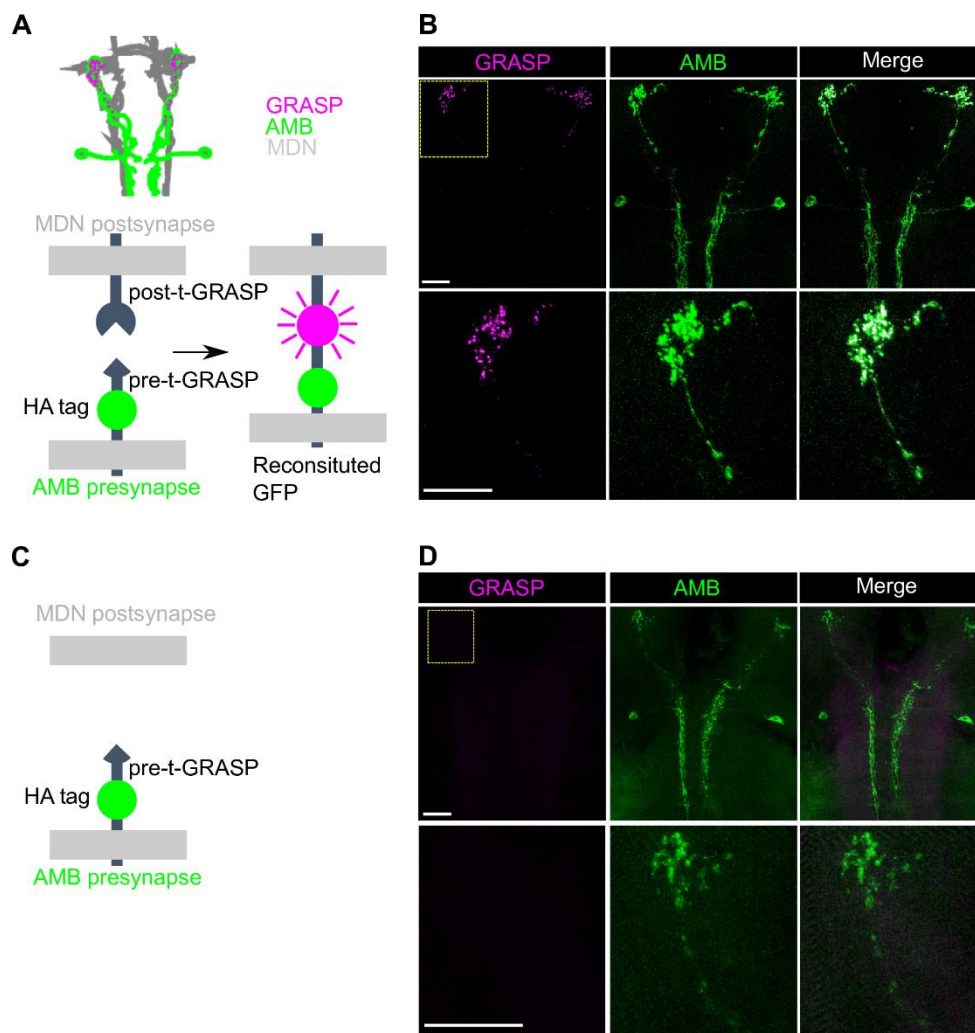 A
GRASP
AMB
MDN
MDN postsynapse
post-t-GRASP
pre-t-GRASP
HA tag
AMB presynapse
Reconsituted
GFP
B
GRASP AMB Merge
C
MDN postsynapse
pre-t-GRASP
HA tag
AMB presynapse
D
GRASP AMB Merge